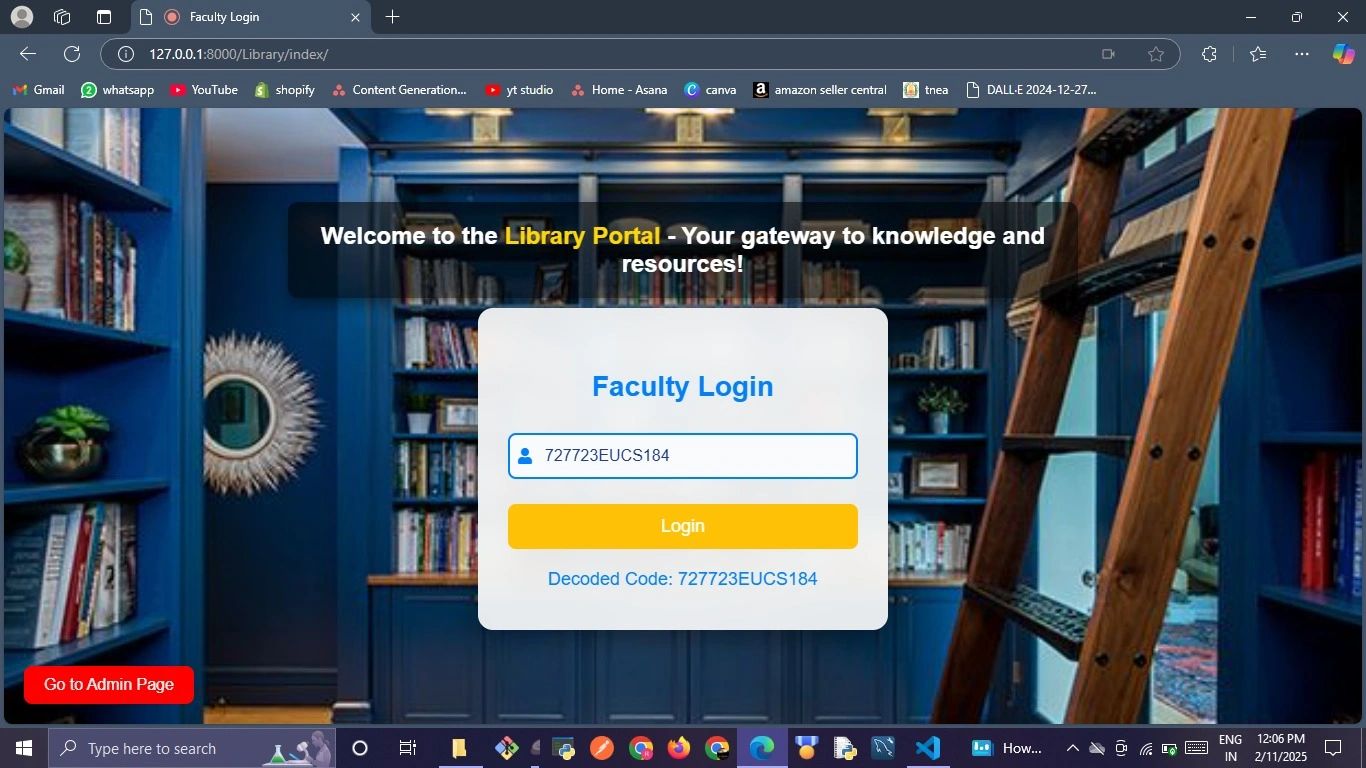 Faculty Login
127.0.0.1:8000/Library/index/
Gmail
2
whatsapp
YouTube
shopify
Content Generation...
yt studio
Home - Asana
canva
amazon seller central
tnea
DALL·E 2024-12-27...
Welcome to the Library Portal - Your gateway to knowledge and
resources!
Faculty Login
727723EUCS184
Login
Decoded Code: 727723EUCS184
Go to Admin Page
Type here to search
How...
ENG
IN
12:06 PM
2/11/2025